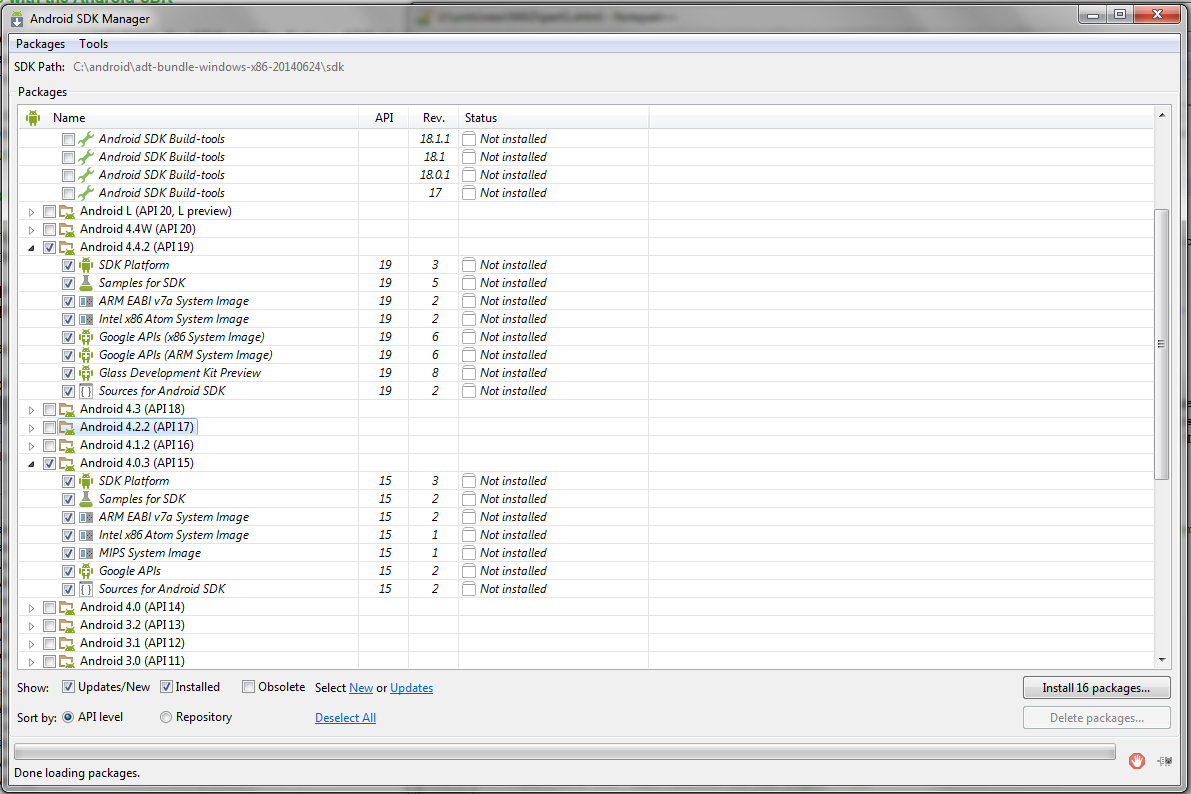 with the Android SDK
Android SDK Manager
Packages Tools
SDK Path: C:\android\adt-bundle-windows-x86-20140624\sdk
Packages
Name API Rev. Status
Android SDK Build-tools 18.1.1 Not installed
Android SDK Build-tools 18.1 Not installed
Android SDK Build-tools 18.0.1 Not installed
Android SDK Build-tools 17 Not installed
Android L (API 20, L preview)
Android 4.4W (API 20)
Android 4.4.2 (API 19)
SDK Platform 19 3 Not installed
Samples for SDK 19 5 Not installed
ARM EABI v7a System Image 19 2 Not installed
Intel x86 Atom System Image 19 2 Not installed
Google APIs (x86 System Image) 19 6 Not installed
Google APIs (ARM System Image) 19 6 Not installed
Glass Development Kit Preview 19 8 Not installed
Sources for Android SDK 19 2 Not installed
Android 4.3 (API 18)
Android 4.2.2 (API 17)
Android 4.1.2 (API 16)
Android 4.0.3 (API 15)
SDK Platform 15 3 Not installed
Samples for SDK 15 2 Not installed
ARM EABI v7a System Image 15 2 Not installed
Intel x86 Atom System Image 15 1 Not installed
MIPS System Image 15 1 Not installed
Google APIs 15 2 Not installed
Sources for Android SDK 15 2 Not installed
Android 4.0 (API 14)
Android 3.2 (API 13)
Android 3.1 (API 12)
Android 3.0 (API 11)
Show: Updates/New Installed Obsolete Select New or Updates Install 16 packages...
Sort by: API level Repository Deselect All Delete packages...
Done loading packages.